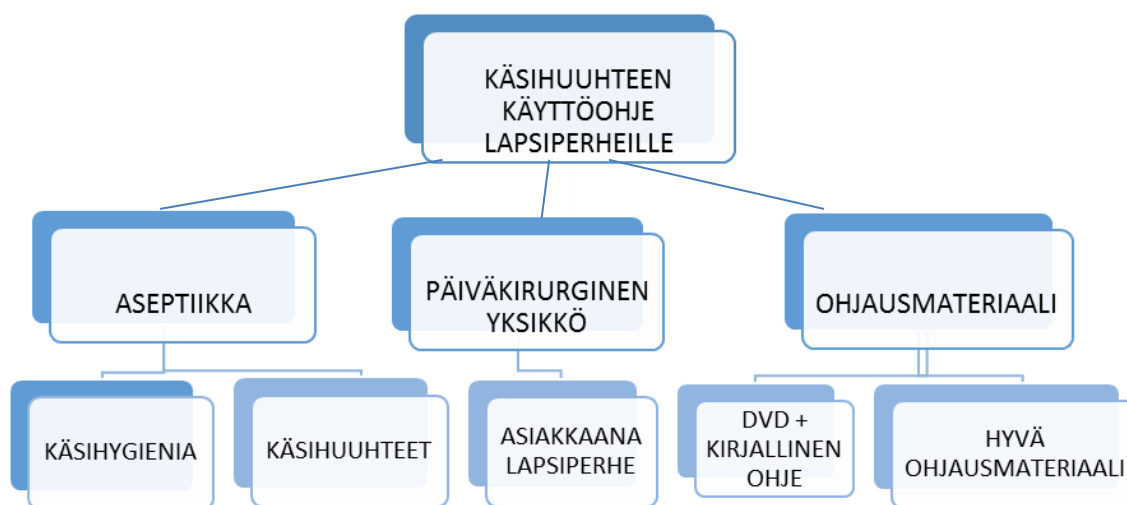 KÄSIHUUHTEEN
KÄYTTÖOHJE
LAPSIPERHEILLE
ASEPTIIKKA
PÄIVÄKIRURGINEN
YKSIKKÖ
OHJAUSMATERIAALI
KÄSIHYGIENIA
KÄSIHUUHTEET
ASIAKKAANA
LAPSIPERHE
DVD +
KIRJALLINEN
OHJE
HYVÄ
OHJAUSMATERIAALI